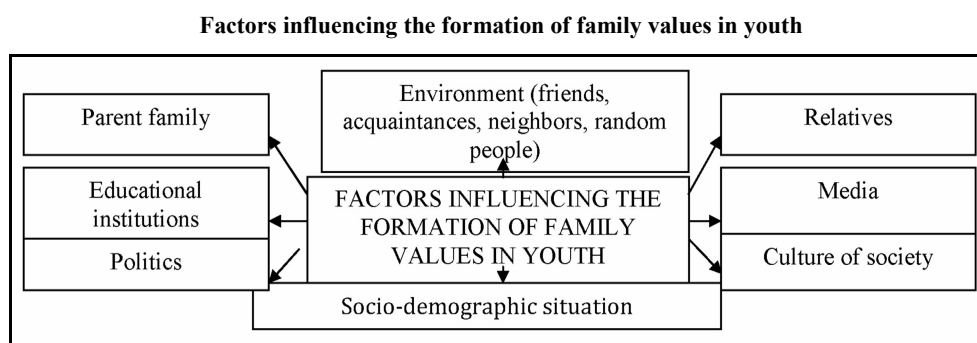 Factors influencing the formation of family values in youth
Environment (friends,
acquaintances, neighbors, random
people)
Parent family
Relatives
Educational
institutions
FACTORS INFLUENCING THE
FORMATION OF FAMILY
VALUES IN YOUTH
Media
Politics
Culture of society
Socio-demographic situation